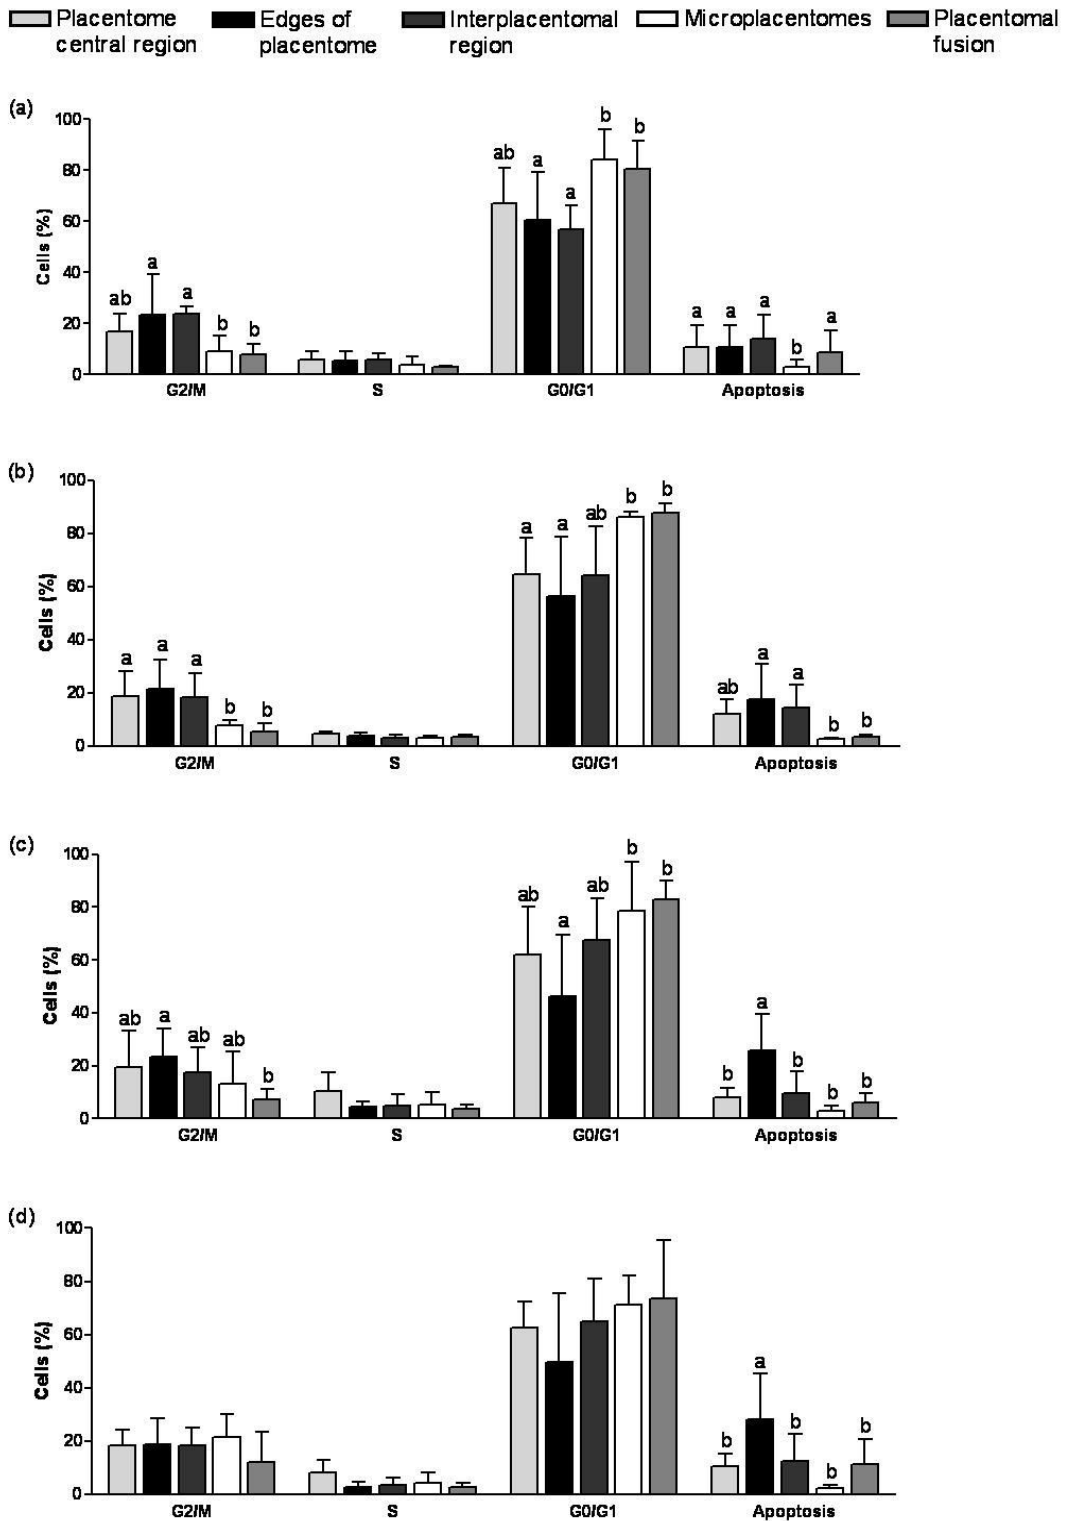 Placentome central region
Edges of placentome
Interplacentomal region
Microplacentomes
Placentomal fusion
(a)
100
80
60
40
20
0
Cells (%)
ab a a b b
ab a a b b
a a a b a
G2/M S G0/G1 Apoptosis
(b)
100
80
60
40
20
0
Cells (%)
a a a b b
a a ab b b
ab a a b b
G2/M S G0/G1 Apoptosis
(c)
100
80
60
40
20
0
Cells (%)
ab a ab ab b
ab a ab b b
b a b b b
G2/M S G0/G1 Apoptosis
(d)
100
80
60
40
20
0
Cells (%)
b a b b b
G2/M S G0/G1 Apoptosis